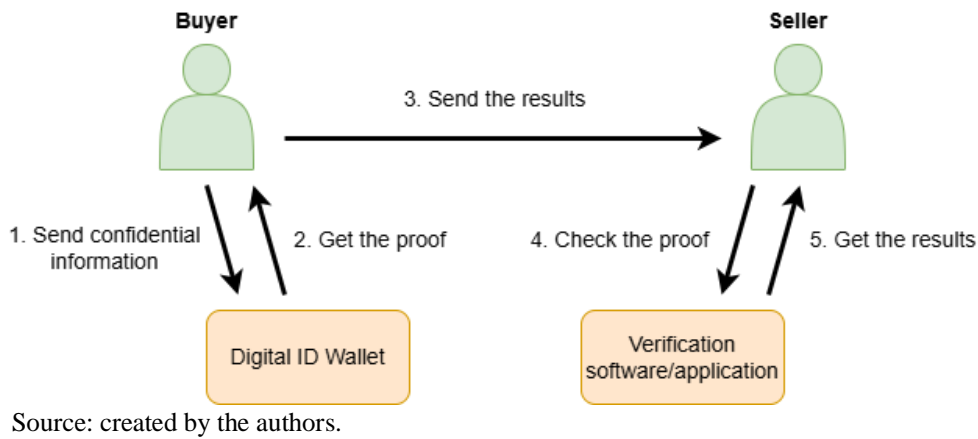 Buyer
Seller
3. Send the results
1. Send confidential
information
2. Get the proof
4. Check the proof
5. Get the results
Digital ID Wallet
Verification
software/application
Source: created by the authors.